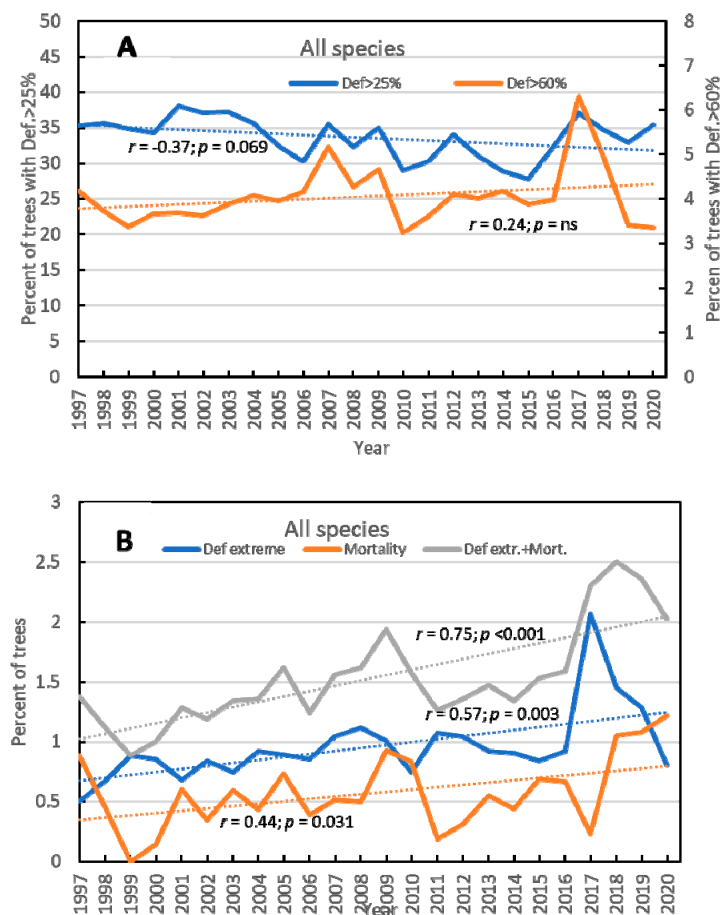 A
All species
Def>25%
Def>60%
50
45
40
35
30
25
20
15
10
5
0
Percent of trees with Def.>25%
8
7
6
5
4
3
2
1
0
Percen of trees with Def.>60%
r = -0.37; p = 0.069
r = 0.24; p = ns
1997 1998 1999 2000 2001 2002 2003 2004 2005 2006 2007 2008 2009 2010 2011 2012 2013 2014 2015 2016 2017 2018 2019 2020
Year
B
All species
Def extreme
Mortality
Def extr.+Mort.
3
2.5
2
1.5
1
0.5
0
Percent of trees
r = 0.75; p <0.001
r = 0.57; p = 0.003
r = 0.44; p = 0.031
1997 1998 1999 2000 2001 2002 2003 2004 2005 2006 2007 2008 2009 2010 2011 2012 2013 2014 2015 2016 2017 2018 2019 2020
Year